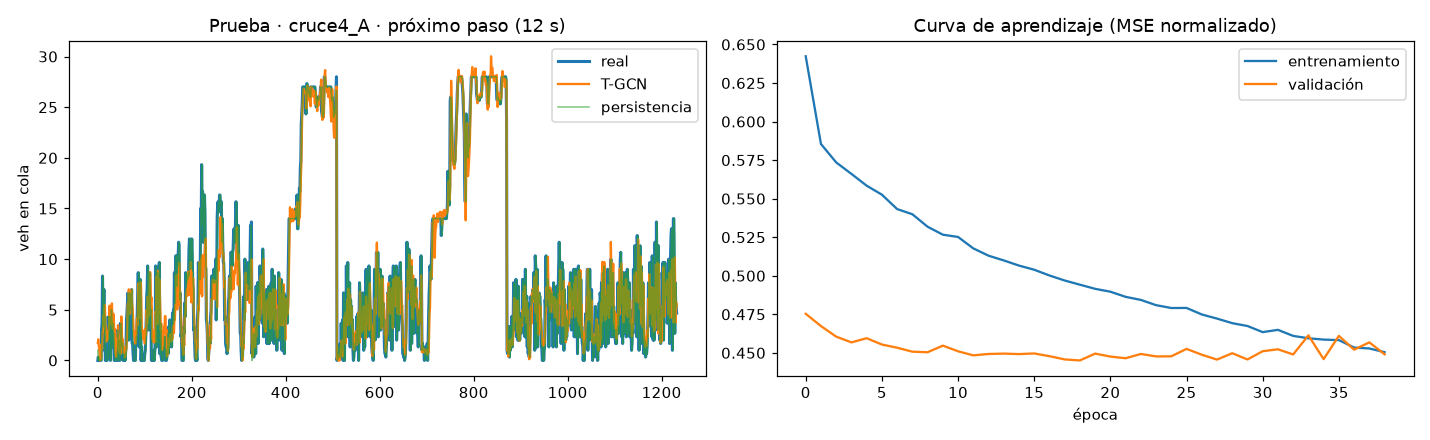 Prueba · cruce4_A · próximo paso (12 s)
veh en cola
30
25
20
15
10
5
0
0 200 400 600 800 1000 1200
real
T-GCN
persistencia
Curva de aprendizaje (MSE normalizado)
0.650
0.625
0.600
0.575
0.550
0.525
0.500
0.475
0.450
0 5 10 15 20 25 30 35
época
entrenamiento
validación